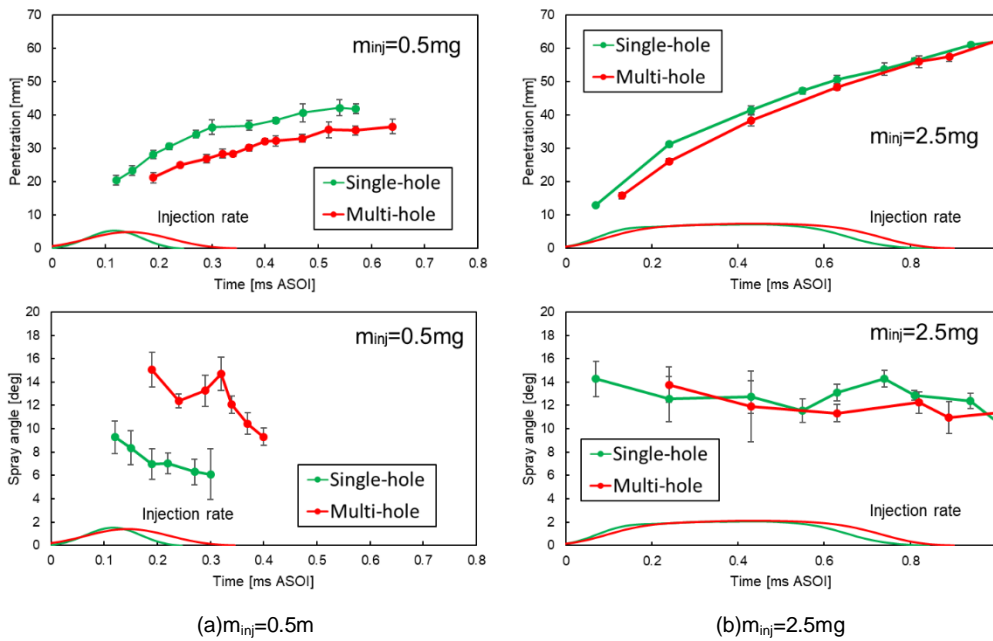 70
60
50
40
30
20
10
0
Penetration [mm]
m_inj=0.5mg
Single-hole
Multi-hole
Injection rate
0 0.1 0.2 0.3 0.4 0.5 0.6 0.7 0.8
Time [ms ASOI]
70
60
50
40
30
20
10
0
Penetration [mm]
Single-hole
Multi-hole
m_inj=2.5mg
Injection rate
0 0.2 0.4 0.6 0.8
Time [ms ASOI]
20
18
16
14
12
10
8
6
4
2
0
Spray angle [deg]
m_inj=0.5mg
Single-hole
Multi-hole
Injection rate
0 0.1 0.2 0.3 0.4 0.5 0.6 0.7 0.8
Time [ms ASOI]
20
18
16
14
12
10
8
6
4
2
0
Spray angle [deg]
m_inj=2.5mg
Single-hole
Multi-hole
Injection rate
0 0.2 0.4 0.6 0.8
Time [ms ASOI]
(a)m_inj=0.5m
(b)m_inj=2.5mg